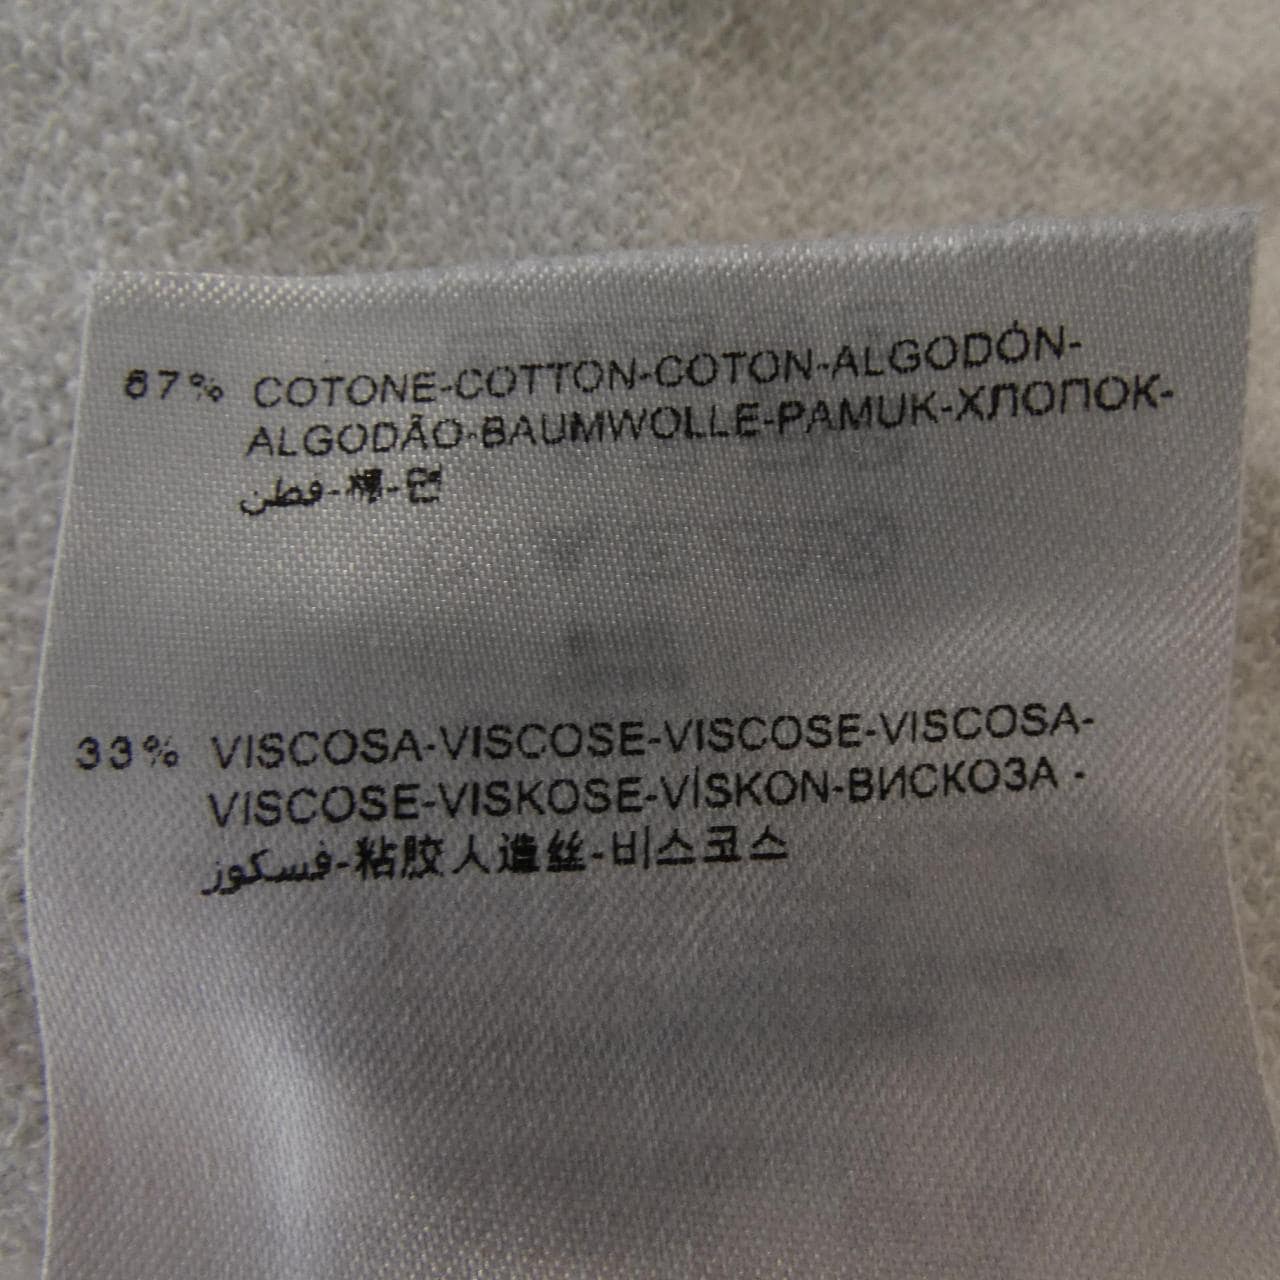 67% COTONE-COTTON-COTON-ALGODÓN-
ALGODÃO-BAUMWOLLE-PAMUK-ХЛОПОК-
قطن-棉-면
33% VISCOSA-VISCOSE-VISCOSE-VISCOSA-
VISCOSE-VISKOSE-VİSKON-ВИСКОЗА -
فسكوز-粘胶人造丝-비스코스